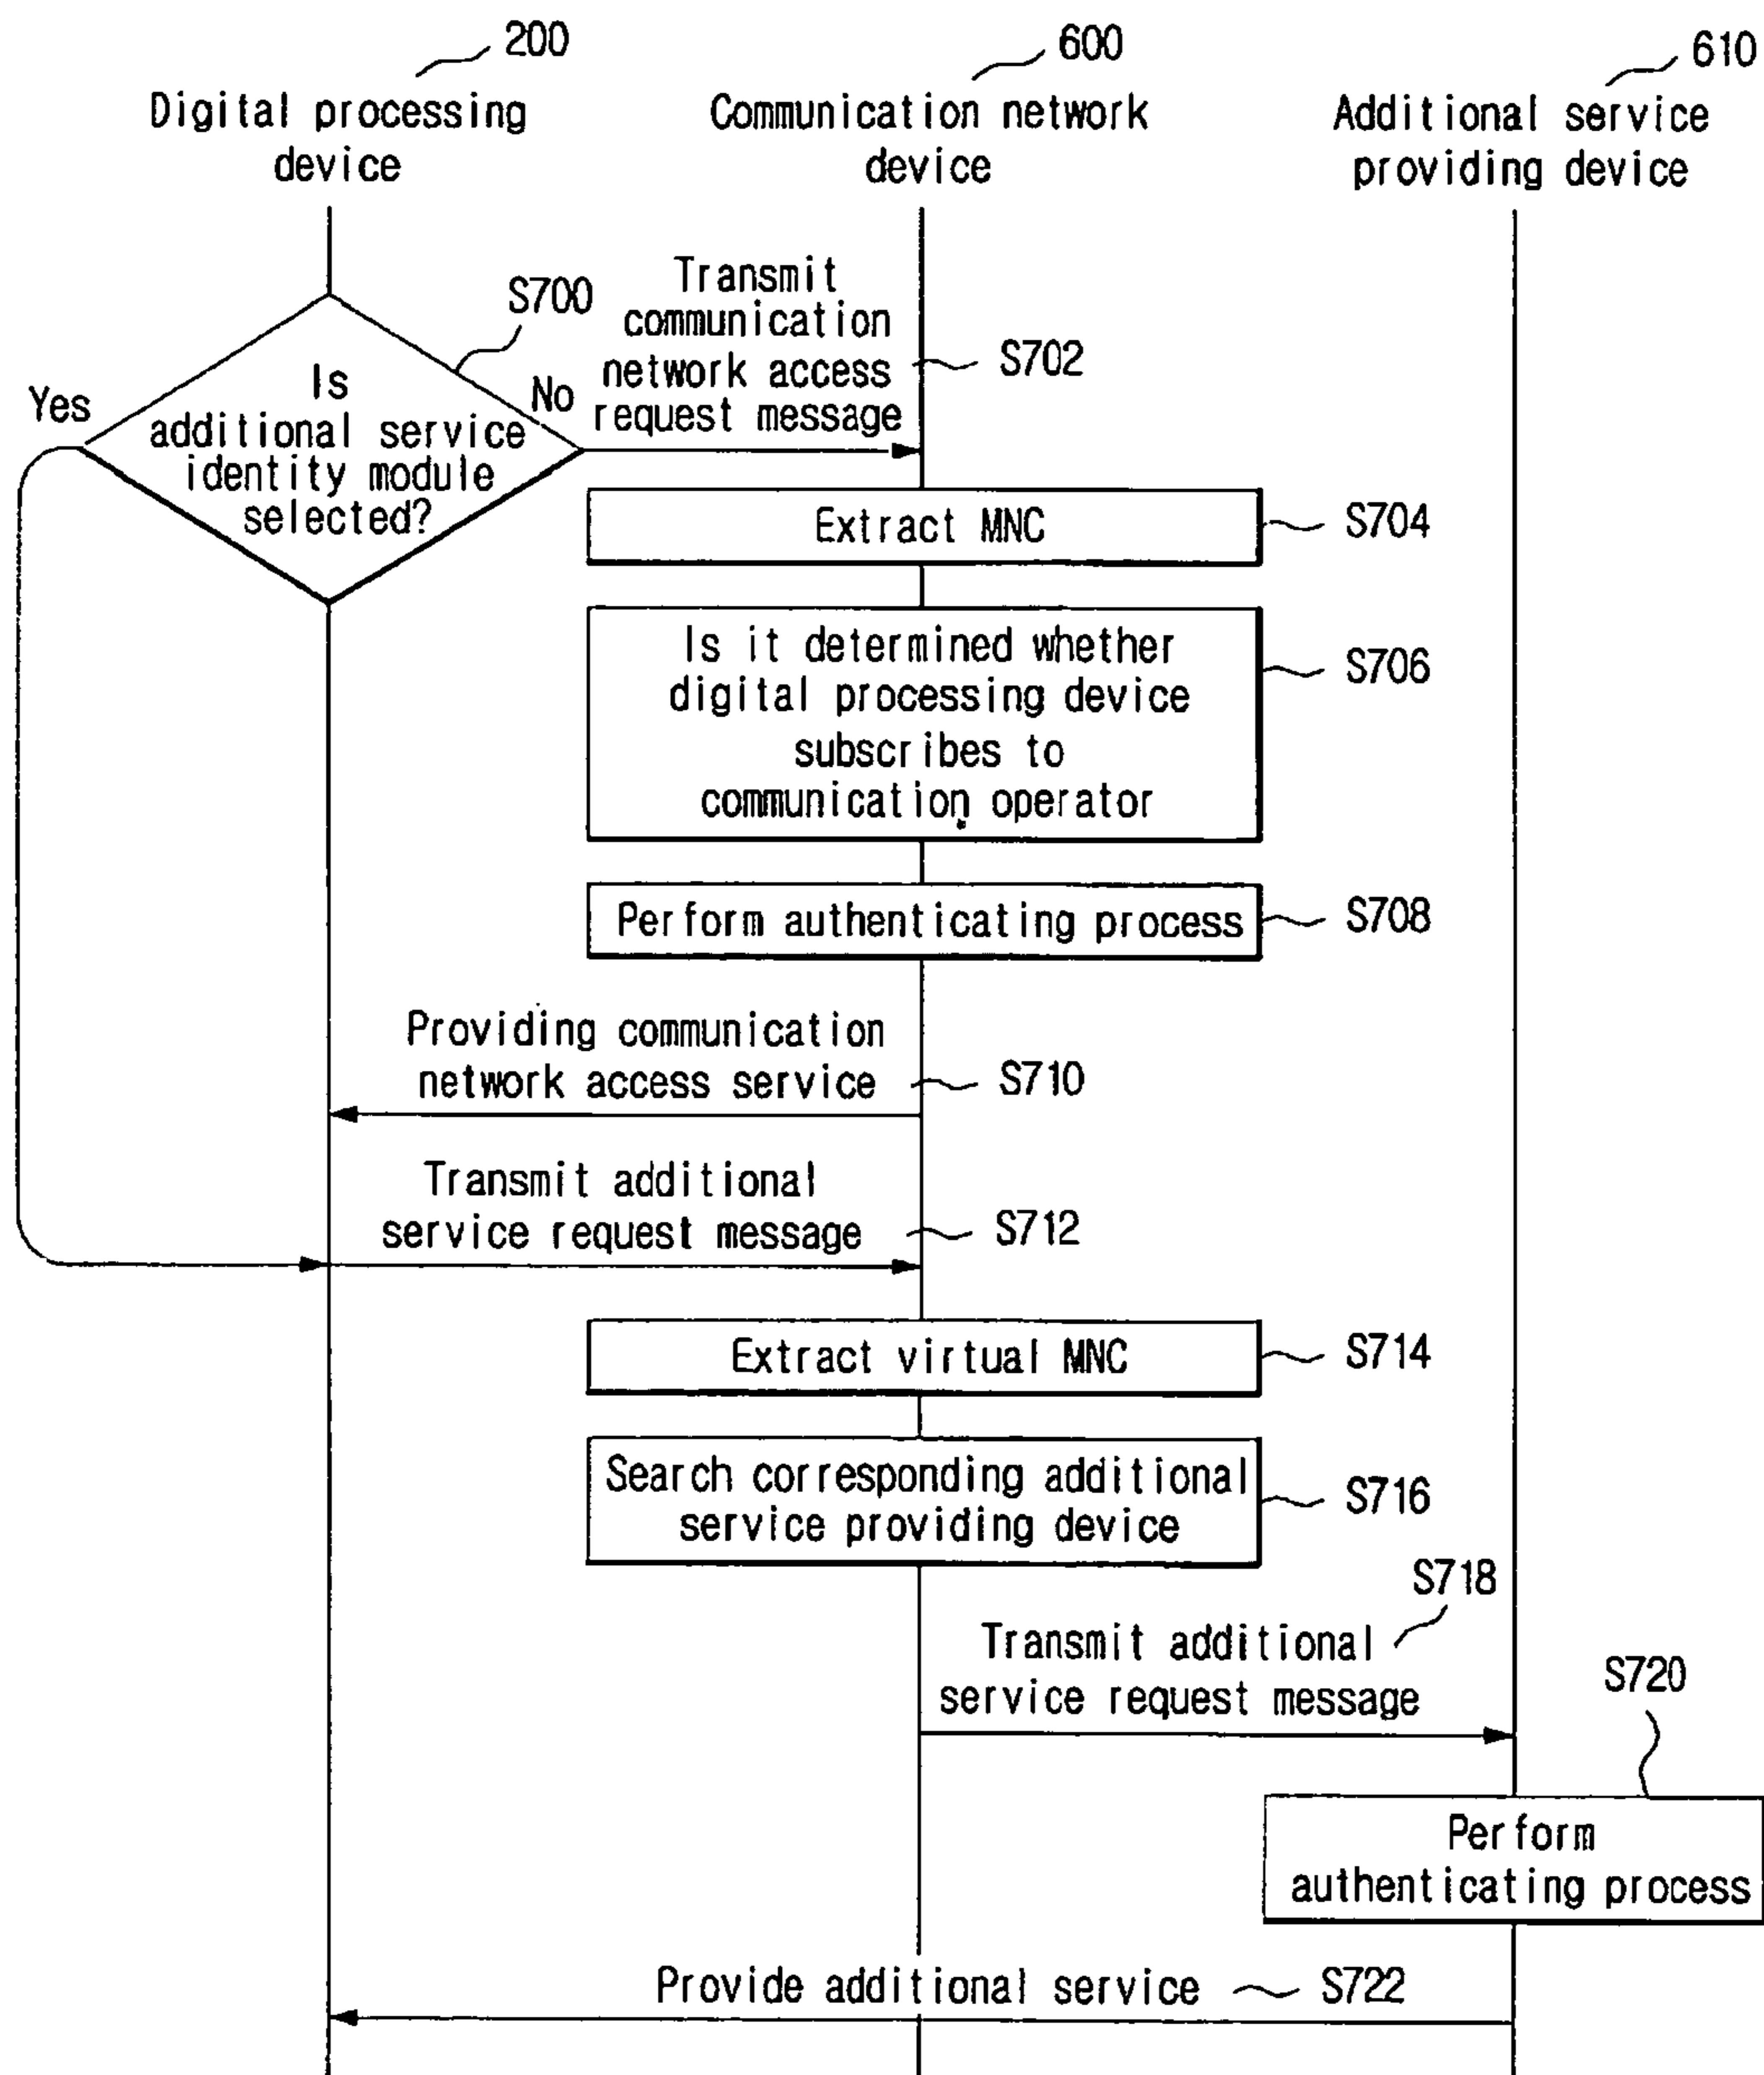 200
600
610
Digital processing
device
Communication network
device
Additional service
providing device
S700
Transmit
communication
network access
request message
S702
Yes
No
Is
additional service
identity module
selected?
Extract MNC
S704
Is it determined whether
digital processing device
subscribes to
communication operator
S706
Perform authenticating process
S708
Providing communication
network access service
S710
Transmit additional
service request message
S712
Extract virtual MNC
S714
Search corresponding additional
service providing device
S716
S718
Transmit additional
service request message
S720
Perform
authenticating process
Provide additional service
S722